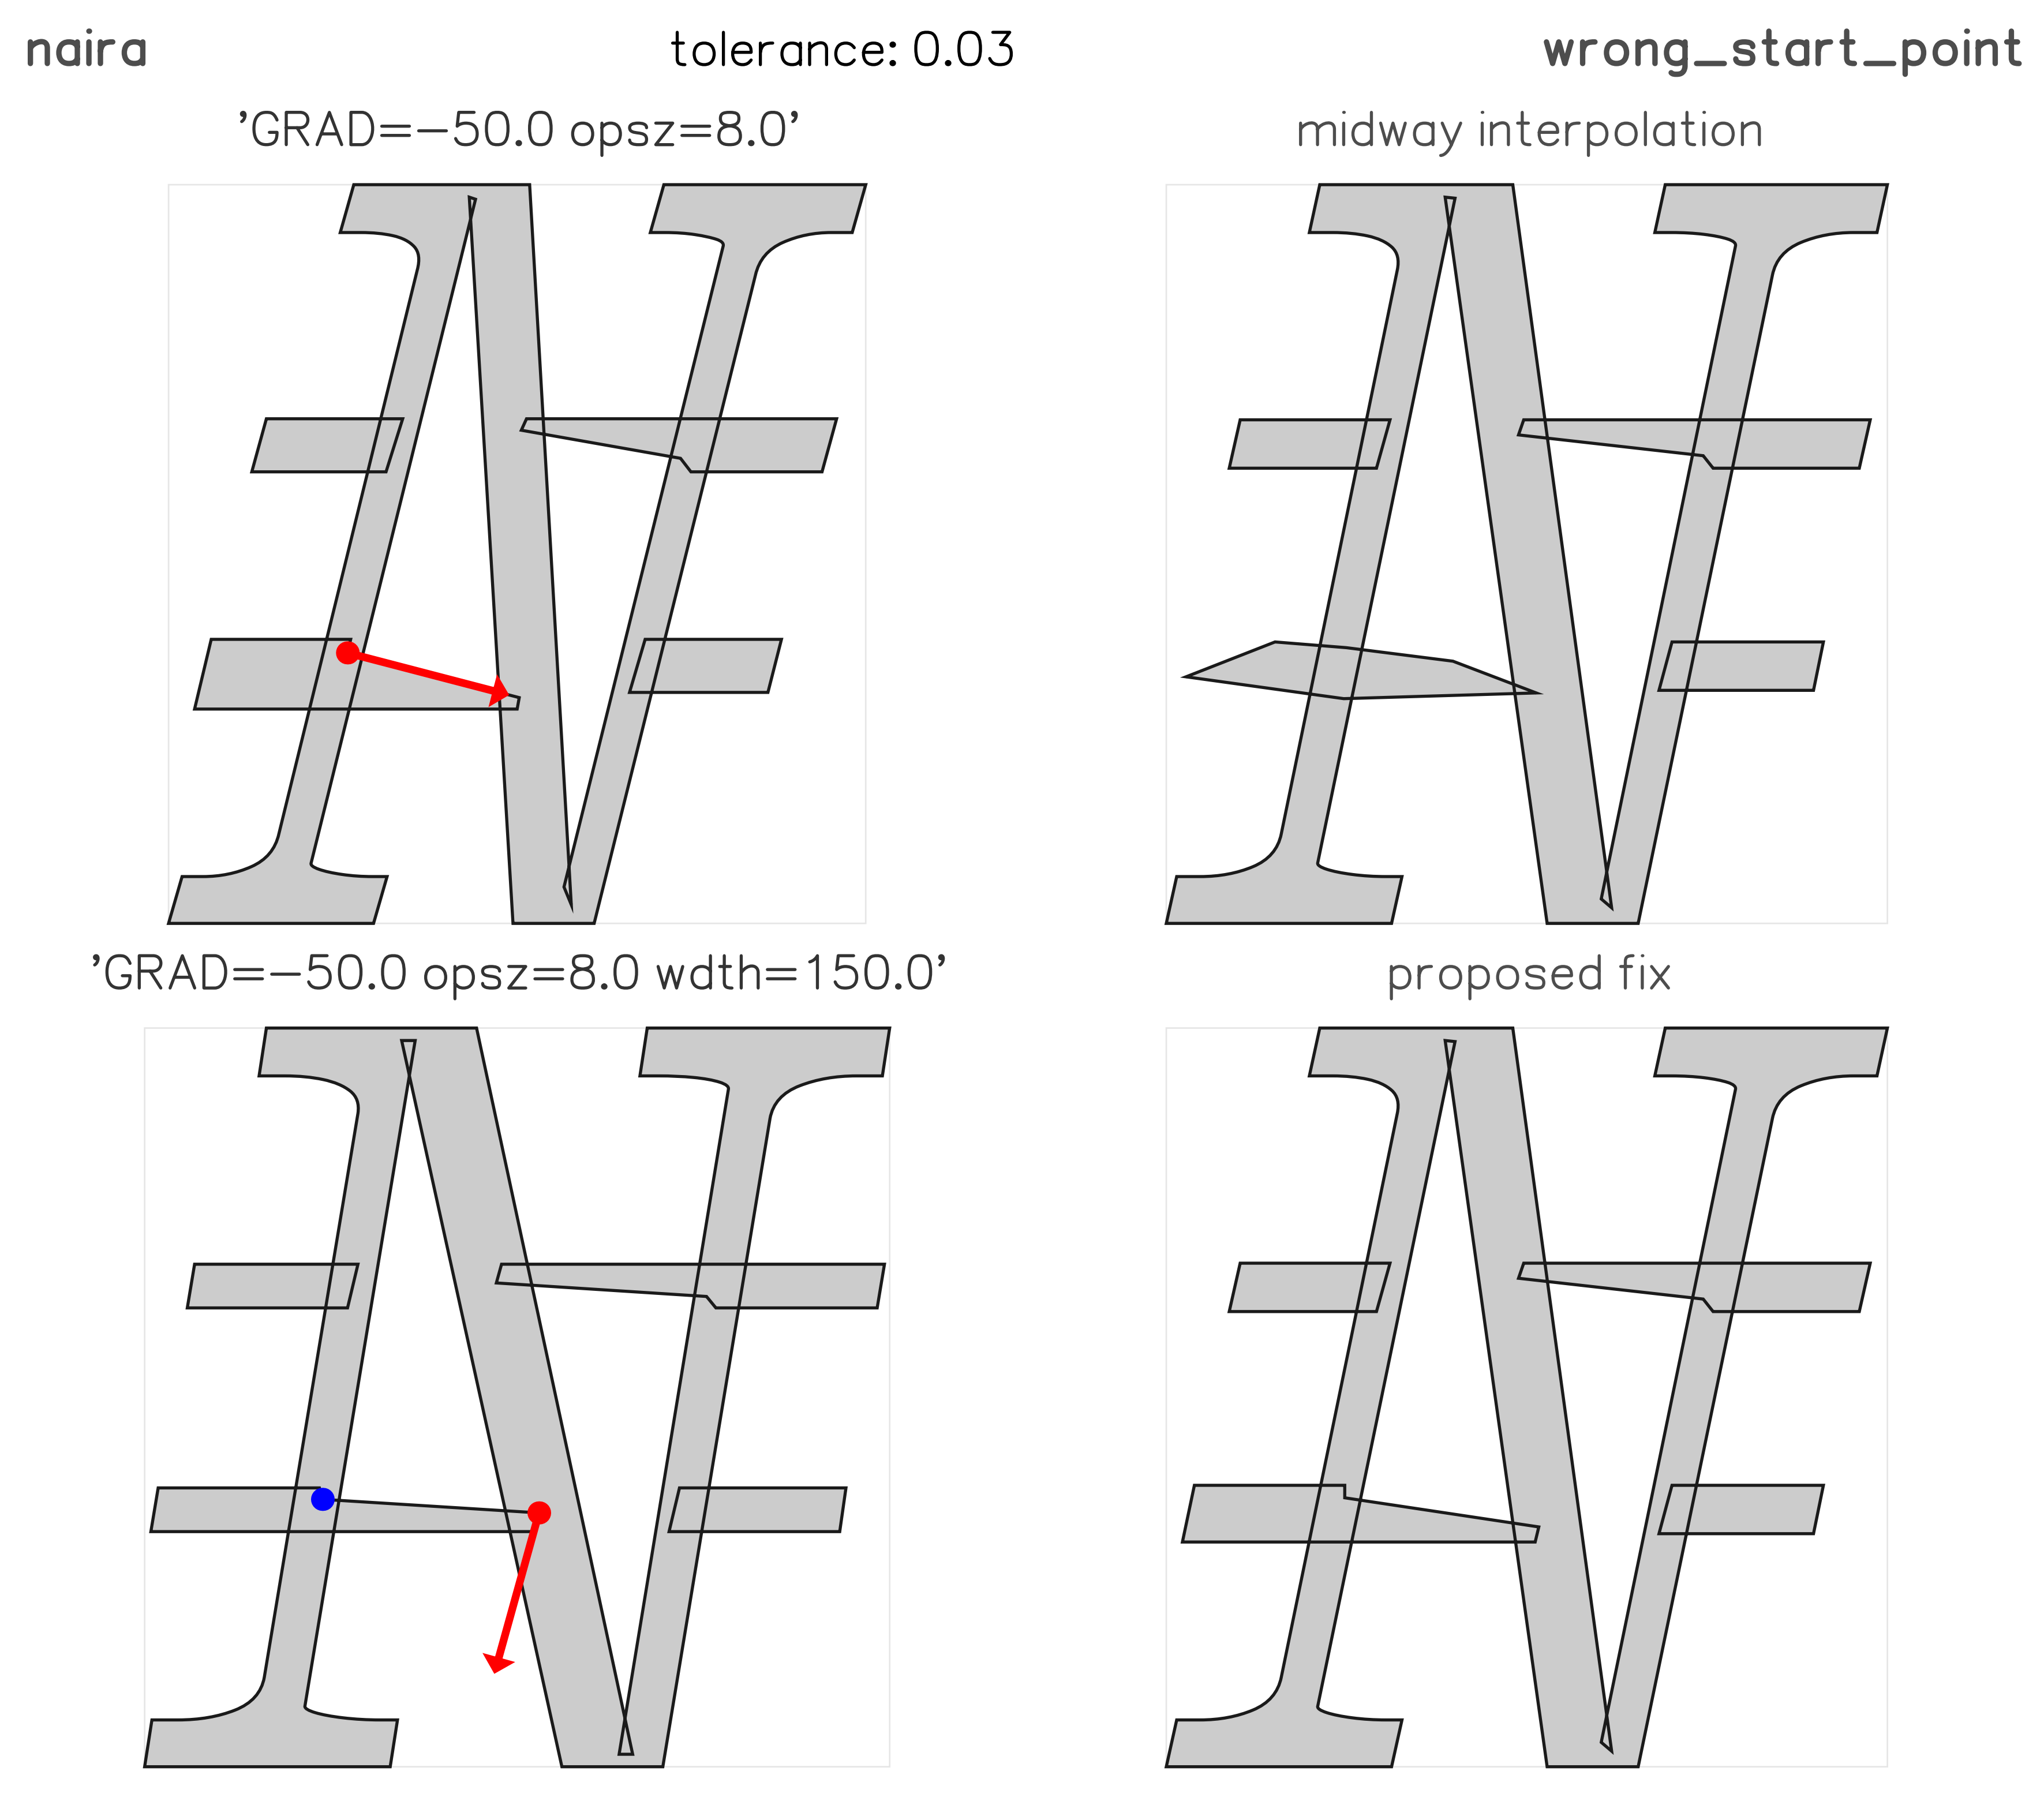 naira tolerance: 0.03 wrong_start_point
'GRAD=-50.0 opsz=8.0' midway interpolation
'GRAD=-50.0 opsz=8.0 wdth=150.0' proposed fix